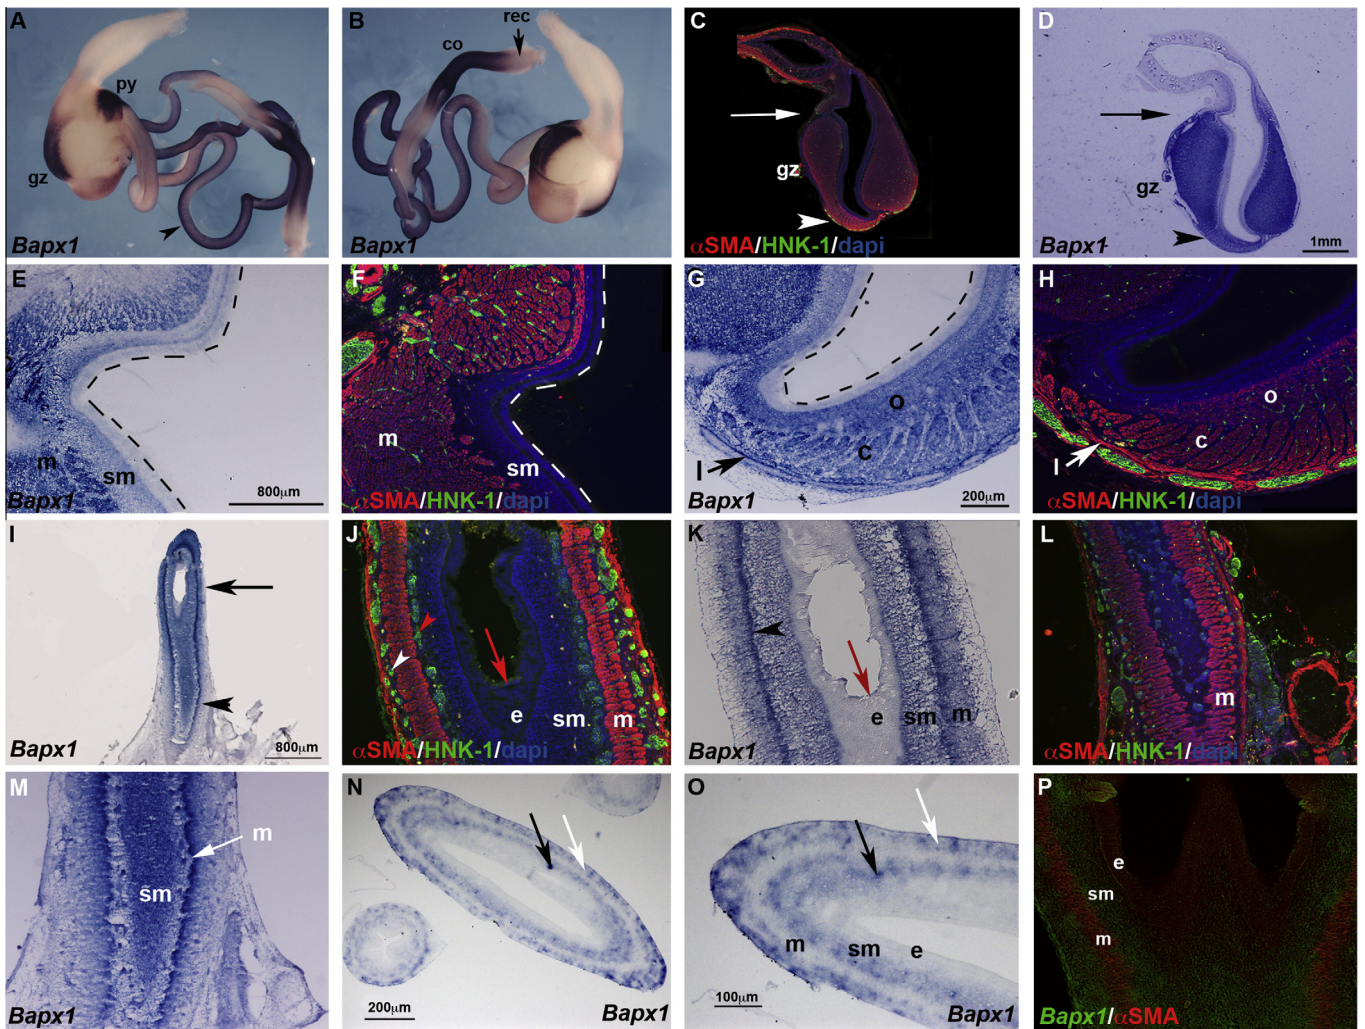 A
py
gz
Bapx1
B
rec
co
Bapx1
C
gz
αSMA/HNK-1/dapi
D
gz
Bapx1
1mm
E
m
sm
Bapx1
800μm
F
m
sm
αSMA/HNK-1/dapi
G
o
c
l
Bapx1
200μm
H
o
c
l
αSMA/HNK-1/dapi
I
Bapx1
800μm
J
e
sm
m
αSMA/HNK-1/dapi
K
e
sm
m
Bapx1
L
m
αSMA/HNK-1/dapi
M
m
sm
Bapx1
N
200μm
Bapx1
O
m
sm
e
100μm
Bapx1
P
e
sm
m
Bapx1/αSMA